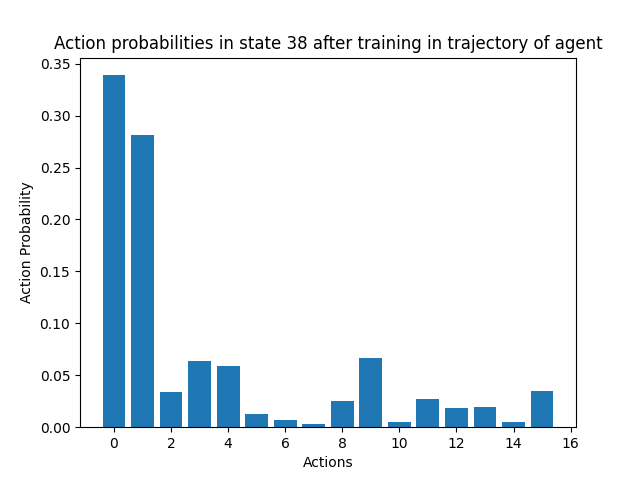 Action probabilities in state 38 after training in trajectory of agent
0.35
0.30
0.25
0.20
0.15
0.10
0.05
0.00
Action Probability
0 2 4 6 8 10 12 14 16
Actions